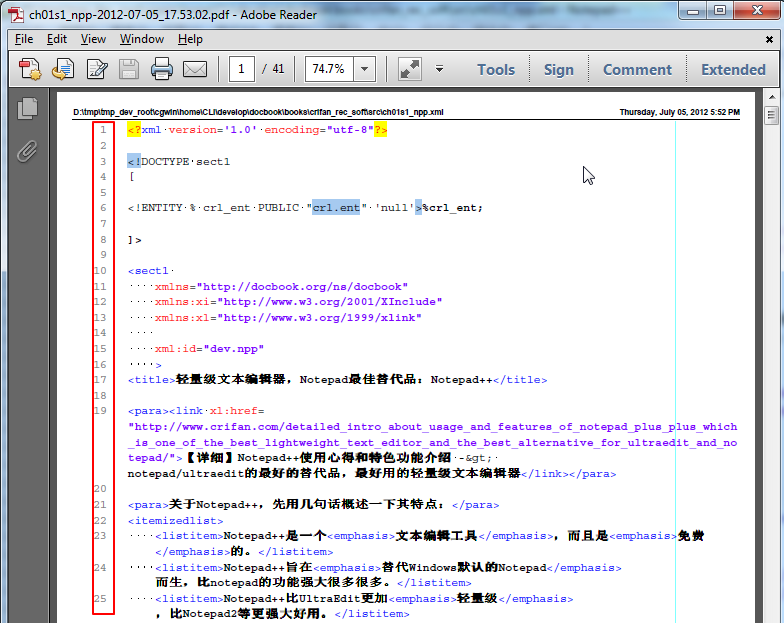 ch01s1_npp-2012-07-05_17.53.02.pdf - Adobe Reader
File Edit View Window Help
1 / 41 74.7% Tools Sign Comment Extended
D:\tmp\tmp_dev_root\cgwin\home\CLi\develop\docbook\books\crifan_rec_soft\src\ch01s1_npp.xml Thursday, July 05, 2012 5:52 PM
1 <?xml·version='1.0'·encoding="utf-8"?>
2
3 <!DOCTYPE·sect1
4 [
5
6 <!ENTITY·%·crl_ent·PUBLIC·"crl.ent"·'null'>%crl_ent;
7
8 ]>
9
10 <sect1·
11 ····xmlns="http://docbook.org/ns/docbook"
12 ····xmlns:xi="http://www.w3.org/2001/XInclude"
13 ····xmlns:xl="http://www.w3.org/1999/xlink"
14 ····
15 ····xml:id="dev.npp"
16 ····>
17 <title>轻量级文本编辑器，Notepad最佳替代品：Notepad++</title>
18
19 <para><link·xl:href=
"http://www.crifan.com/detailed_intro_about_usage_and_features_of_notepad_plus_plus_which
_is_one_of_the_best_lightweight_text_editor_and_the_best_alternative_for_ultraedit_and_no
tepad/">【详细】Notepad++使用心得和特色功能介绍·-&gt;·
notepad/ultraedit的最好的替代品，最好用的轻量级文本编辑器</link></para>
20
21 <para>关于Notepad++，先用几句话概述一下其特点：</para>
22 <itemizedlist>
23 ····<listitem>Notepad++是一个<emphasis>文本编辑工具</emphasis>，而且是<emphasis>免费
</emphasis>的。</listitem>
24 ····<listitem>Notepad++旨在<emphasis>替代Windows默认的Notepad</emphasis>
而生，比notepad的功能强大很多很多。</listitem>
25 ····<listitem>Notepad++比UltraEdit更加<emphasis>轻量级</emphasis>
，比Notepad2等更强大好用。</listitem>